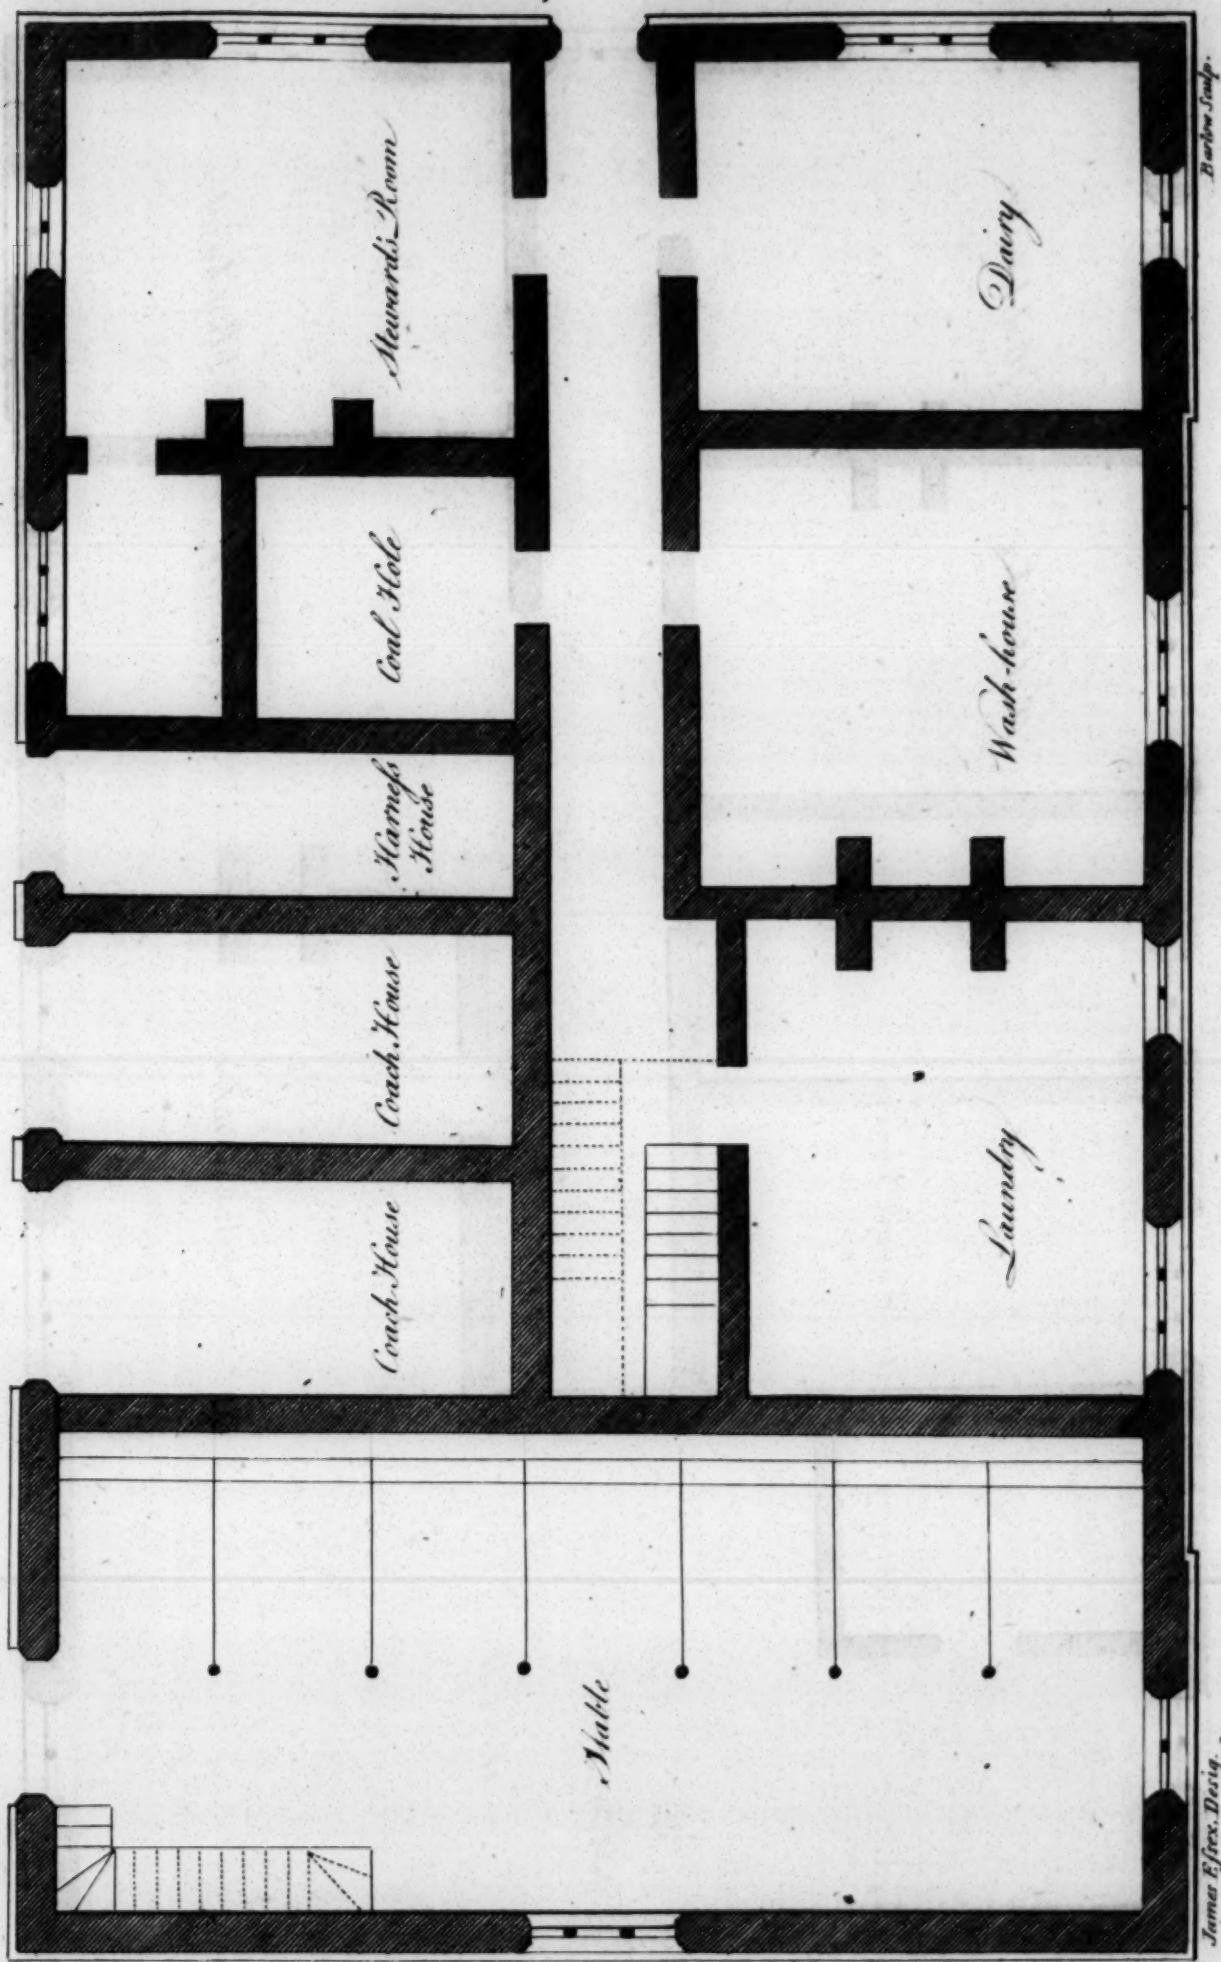 Steward's Room
Dairy
Coal Hole
Wash-house
Harneſs
House
Coach House
Coach House
Laundry
Stable
James Eſsex. Desig.
Barlow Sculp.